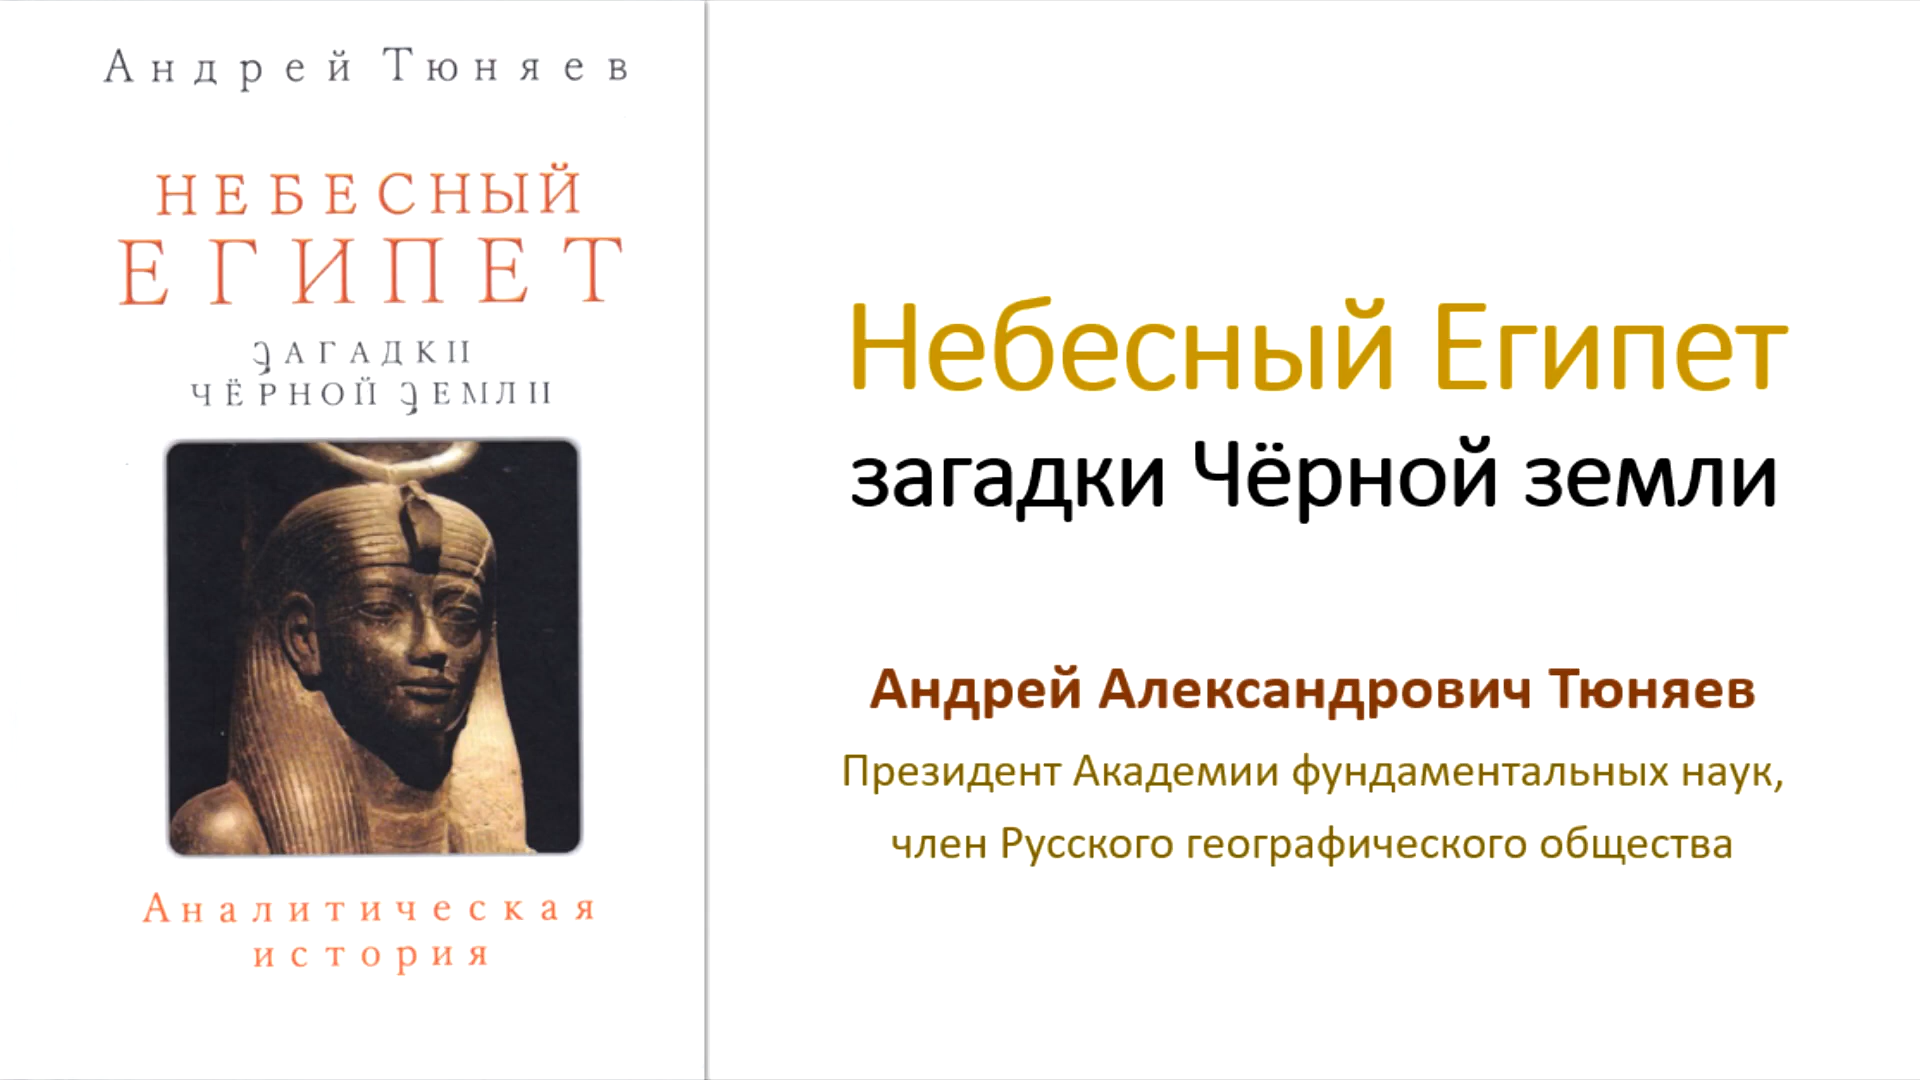 Андрей Тюняев
НЕБЕСНЫЙ
ЕГИПЕТ
ЗАГАДКИ
ЧЁРНОЙ ЗЕМЛИ
Аналитическая
история
Небесный Египет
загадки Чёрной земли
Андрей Александрович Тюняев
Президент Академии фундаментальных наук,
член Русского географического общества